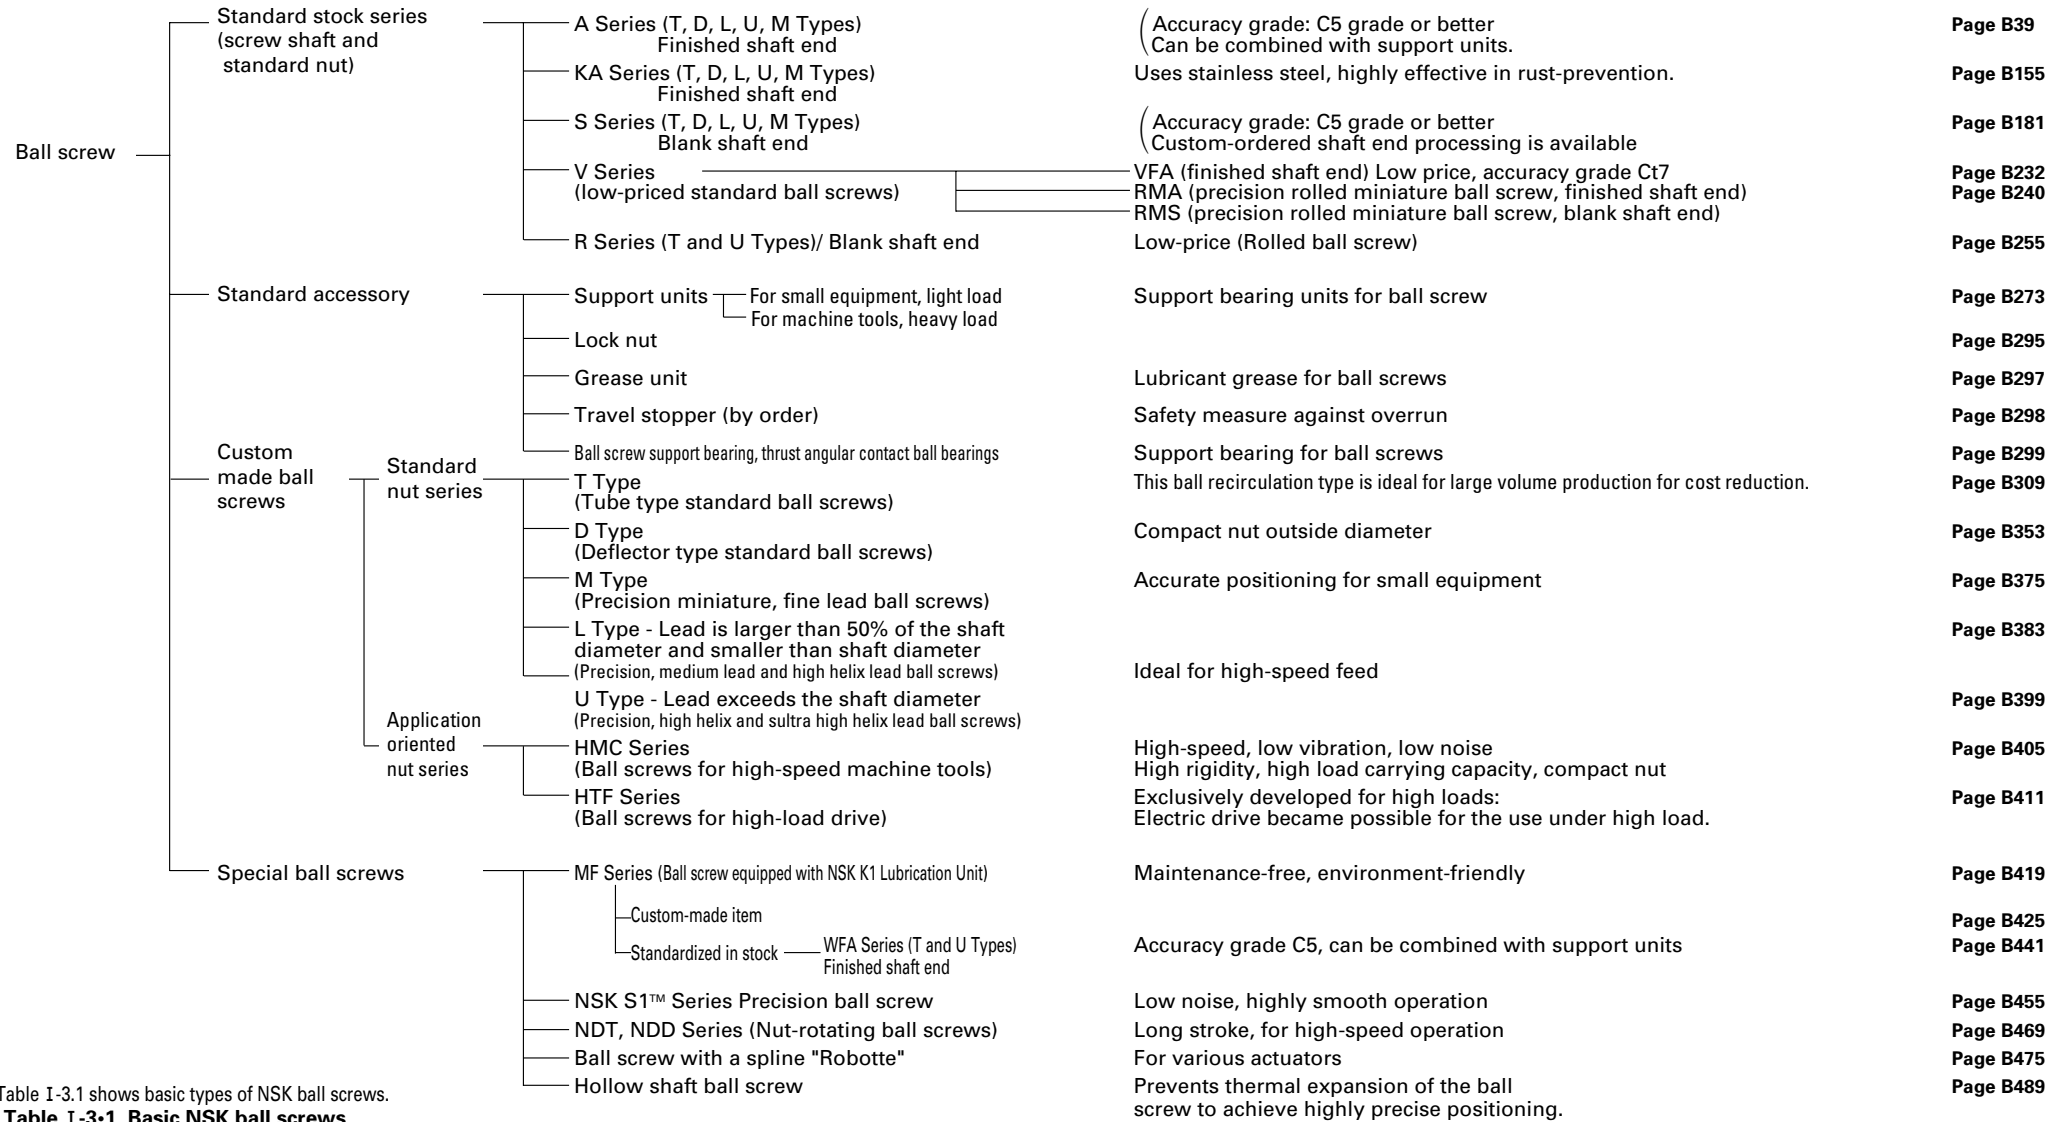 Ball screw
Standard stock series
(screw shaft and
standard nut)
A Series (T, D, L, U, M Types)
Finished shaft end
Accuracy grade: C5 grade or better
Can be combined with support units.
Page B39
KA Series (T, D, L, U, M Types)
Finished shaft end
Uses stainless steel, highly effective in rust-prevention.
Page B155
S Series (T, D, L, U, M Types)
Blank shaft end
Accuracy grade: C5 grade or better
Custom-ordered shaft end processing is available
Page B181
V Series
(low-priced standard ball screws)
VFA (finished shaft end) Low price, accuracy grade Ct7
Page B232
RMA (precision rolled miniature ball screw, finished shaft end)
Page B240
RMS (precision rolled miniature ball screw, blank shaft end)
R Series (T and U Types)/ Blank shaft end
Low-price (Rolled ball screw)
Page B255
Standard accessory
Support units
For small equipment, light load
For machine tools, heavy load
Support bearing units for ball screw
Page B273
Lock nut
Page B295
Grease unit
Lubricant grease for ball screws
Page B297
Travel stopper (by order)
Safety measure against overrun
Page B298
Ball screw support bearing, thrust angular contact ball bearings
Support bearing for ball screws
Page B299
Custom
made ball
screws
Standard
nut series
T Type
(Tube type standard ball screws)
This ball recirculation type is ideal for large volume production for cost reduction.
Page B309
D Type
(Deflector type standard ball screws)
Compact nut outside diameter
Page B353
M Type
(Precision miniature, fine lead ball screws)
Accurate positioning for small equipment
Page B375
L Type - Lead is larger than 50% of the shaft
diameter and smaller than shaft diameter
(Precision, medium lead and high helix lead ball screws)
Page B383
Ideal for high-speed feed
U Type - Lead exceeds the shaft diameter
(Precision, high helix and sultra high helix lead ball screws)
Page B399
Application
oriented
nut series
HMC Series
(Ball screws for high-speed machine tools)
High-speed, low vibration, low noise
High rigidity, high load carrying capacity, compact nut
Page B405
HTF Series
(Ball screws for high-load drive)
Exclusively developed for high loads:
Electric drive became possible for the use under high load.
Page B411
Special ball screws
MF Series (Ball screw equipped with NSK K1 Lubrication Unit)
Maintenance-free, environment-friendly
Page B419
Custom-made item
Page B425
Standardized in stock
WFA Series (T and U Types)
Finished shaft end
Accuracy grade C5, can be combined with support units
Page B441
NSK S1™ Series Precision ball screw
Low noise, highly smooth operation
Page B455
NDT, NDD Series (Nut-rotating ball screws)
Long stroke, for high-speed operation
Page B469
Ball screw with a spline "Robotte"
For various actuators
Page B475
Hollow shaft ball screw
Prevents thermal expansion of the ball
screw to achieve highly precise positioning.
Page B489
Table I-3.1 shows basic types of NSK ball screws.
Table I-3•1 Basic NSK ball screws